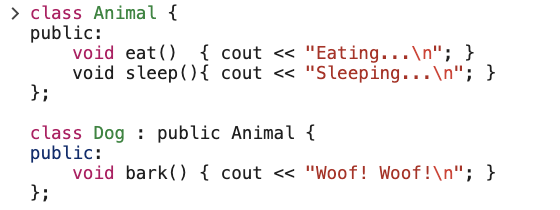 class Animal {
public:
    void eat()  { cout << "Eating...\n"; }
    void sleep(){ cout << "Sleeping...\n"; }
};

class Dog : public Animal {
public:
    void bark() { cout << "Woof! Woof!\n"; }
};